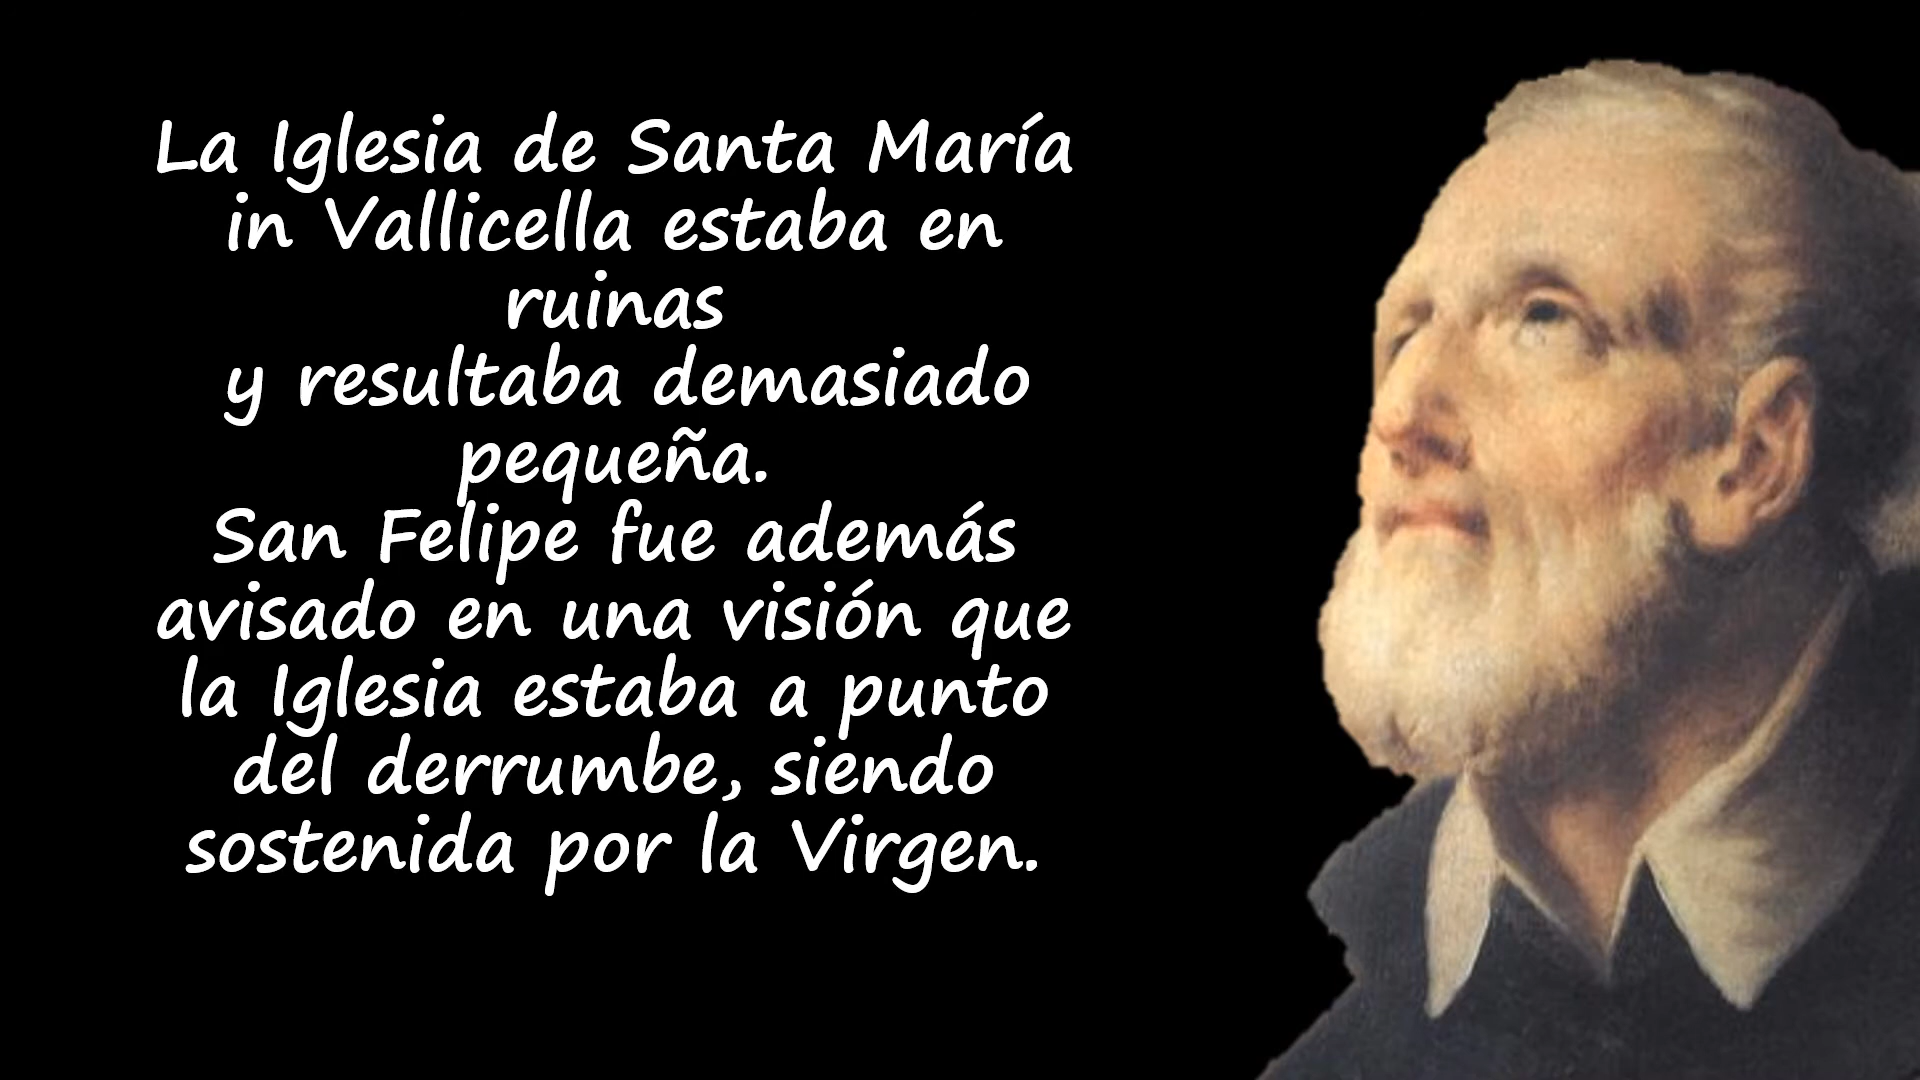 La Iglesia de Santa María
in Vallicella estaba en
ruinas
y resultaba demasiado
pequeña.
San Felipe fue además
avisado en una visión que
la Iglesia estaba a punto
del derrumbe, siendo
sostenida por la Virgen.